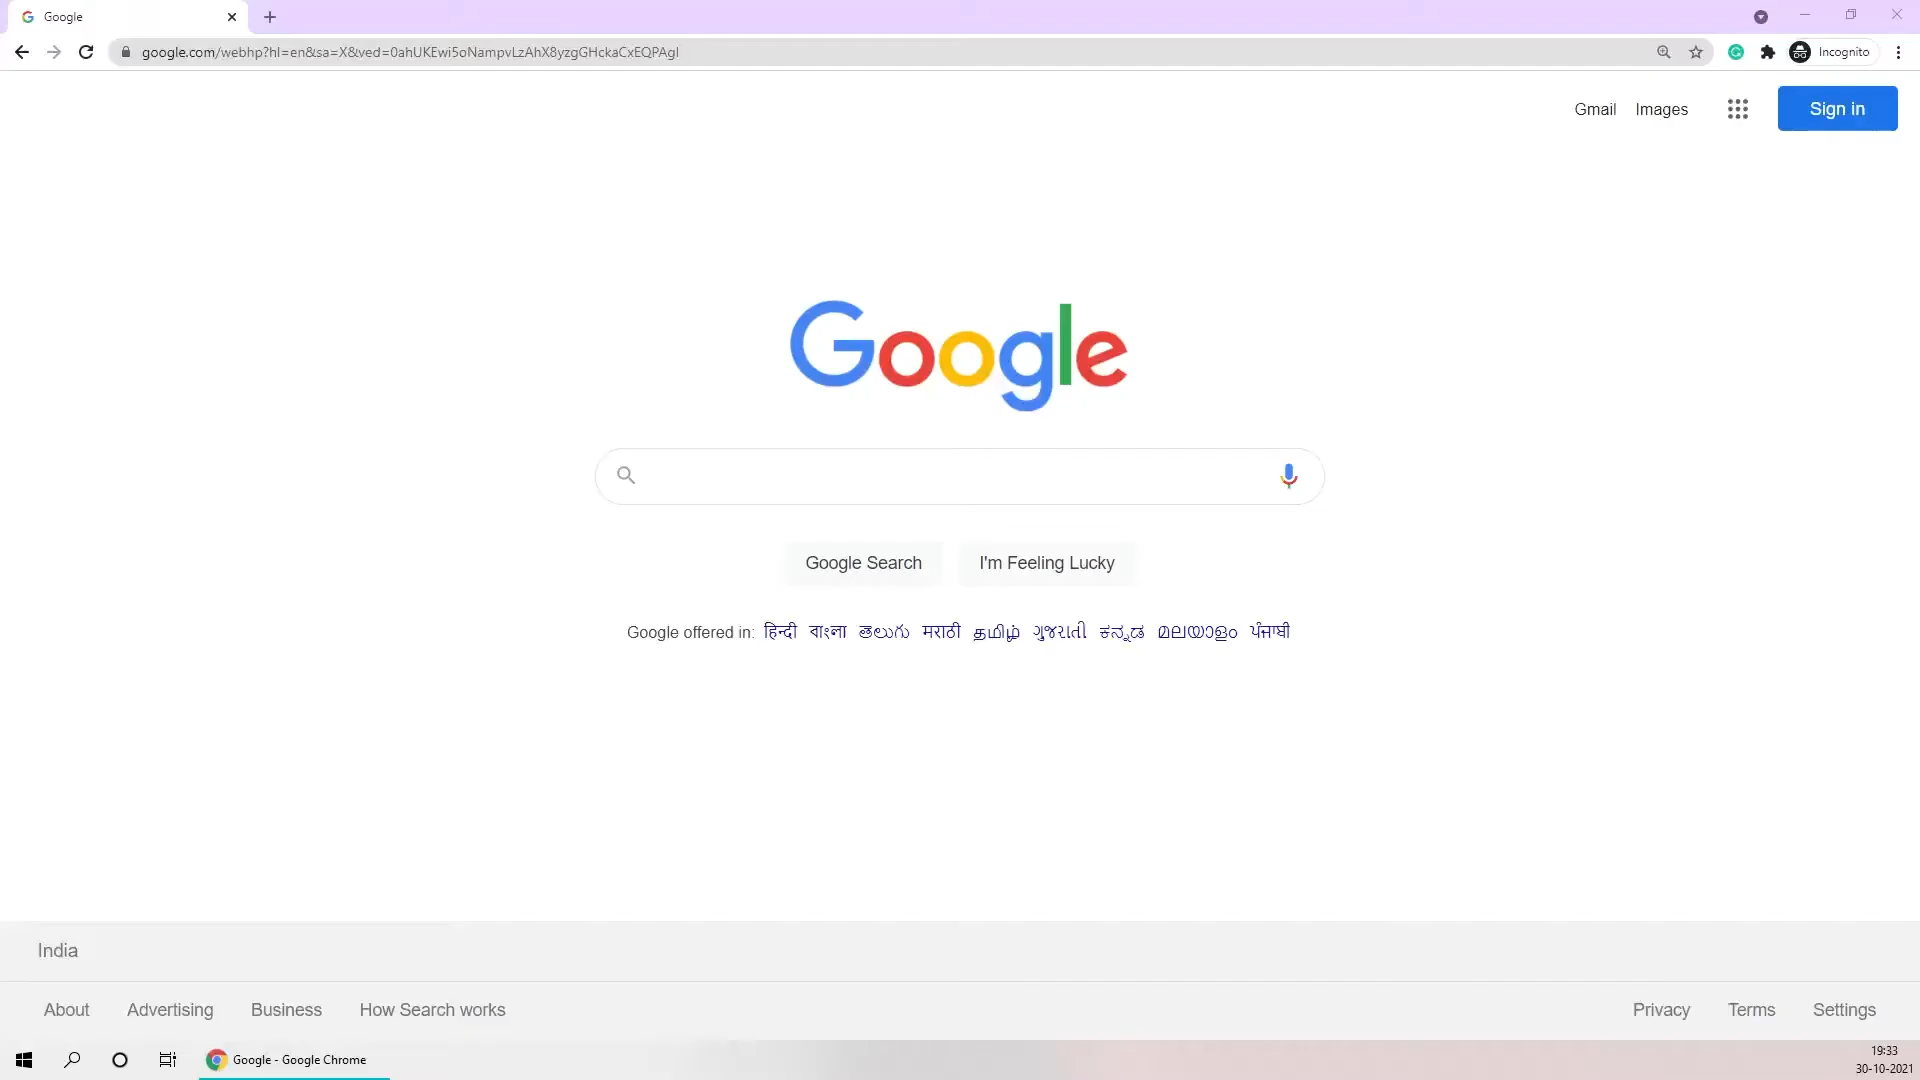 Google
google.com/webhp?hl=en&sa=X&ved=0ahUKEwi5oNampvLzAhX8yzgGHckaCxEQPAgI
Incognito
Gmail Images Sign in
Google
Google Search I'm Feeling Lucky
Google offered in: हिन्दी বাংলা తెలుగు मराठी தமிழ் ગુજરાતી ಕನ್ನಡ മലയാളം ਪੰਜਾਬੀ
India
About Advertising Business How Search works Privacy Terms Settings
Google - Google Chrome
19:33
30-10-2021